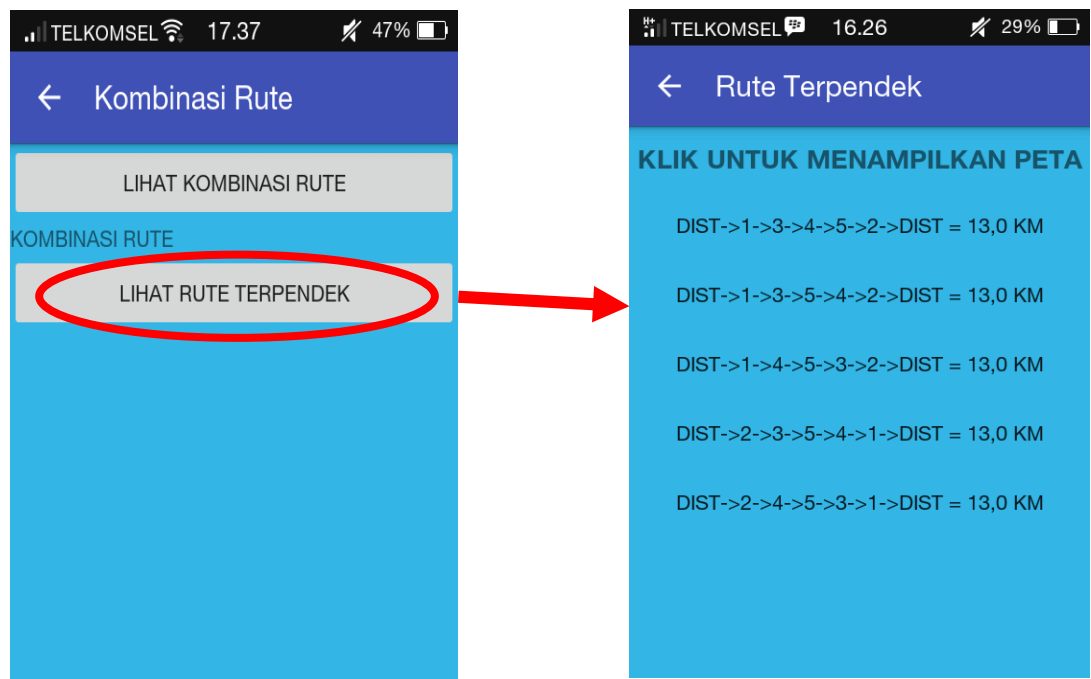 TELKOMSEL 17.37 47%
Kombinasi Rute
LIHAT KOMBINASI RUTE
KOMBINASI RUTE
LIHAT RUTE TERPENDEK
H+ TELKOMSEL 16.26 29%
Rute Terpendek
KLIK UNTUK MENAMPILKAN PETA
DIST->1->3->4->5->2->DIST = 13,0 KM
DIST->1->3->5->4->2->DIST = 13,0 KM
DIST->1->4->5->3->2->DIST = 13,0 KM
DIST->2->3->5->4->1->DIST = 13,0 KM
DIST->2->4->5->3->1->DIST = 13,0 KM